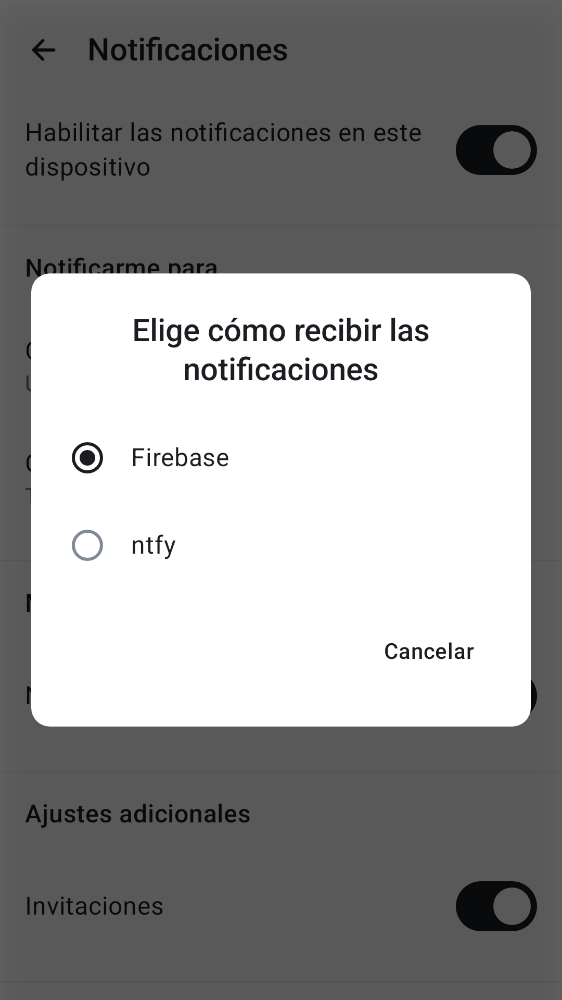 Notificaciones
Habilitar las notificaciones en este
dispositivo
Notificarme para
Elige cómo recibir las
notificaciones
Firebase
ntfy
Cancelar
Ajustes adicionales
Invitaciones